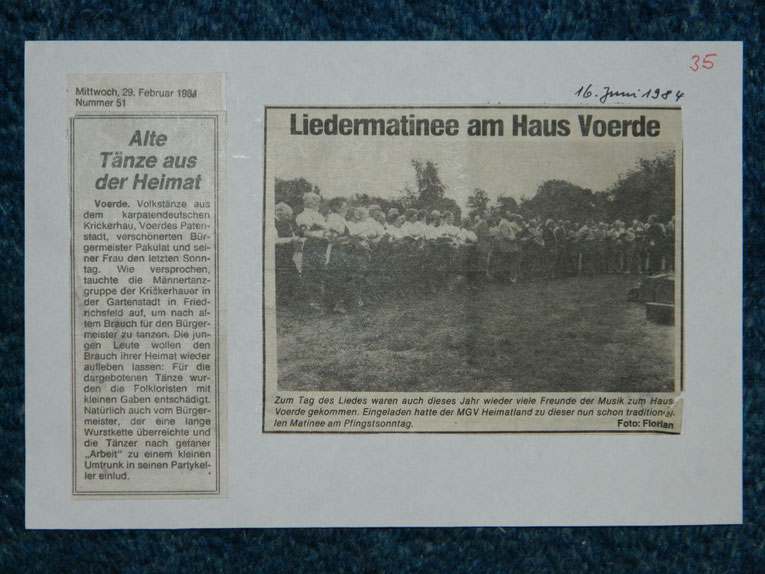 35
16. Juni 1984
Mittwoch, 29. Februar 1984
Nummer 51
Alte
Tänze aus
der Heimat
Voerde. Volkstänze aus
dem karpatendeutschen
Krickerhau, Voerdes Paten-
stadt, verschönerten Bür-
germeister Pakulat und sei-
ner Frau den letzten Sonn-
tag. Wie versprochen,
tauchte die Männertanz-
gruppe der Krickerhauer in
der Gartenstadt in Fried-
richsfeld auf, um nach al-
tem Brauch für den Bürger-
meister zu tanzen. Die jun-
gen Leute wollen den
Brauch ihrer Heimat wieder
aufleben lassen: Für die
dargebotenen Tänze wur-
den die Folkloristen mit
kleinen Gaben entschädigt.
Natürlich auch vom Bürger-
meister, der eine lange
Wurstkette überreichte und
die Tänzer nach getaner
„Arbeit“ zu einem kleinen
Umtrunk in seinen Partykel-
ler einlud.
Liedermatinee am Haus Voerde
Zum Tag des Liedes waren auch dieses Jahr wieder viele Freunde der Musik zum Haus
Voerde gekommen. Eingeladen hatte der MGV Heimatland zu dieser nun schon tradition-
ellen Matinee am Pfingstsonntag. Foto: Florian